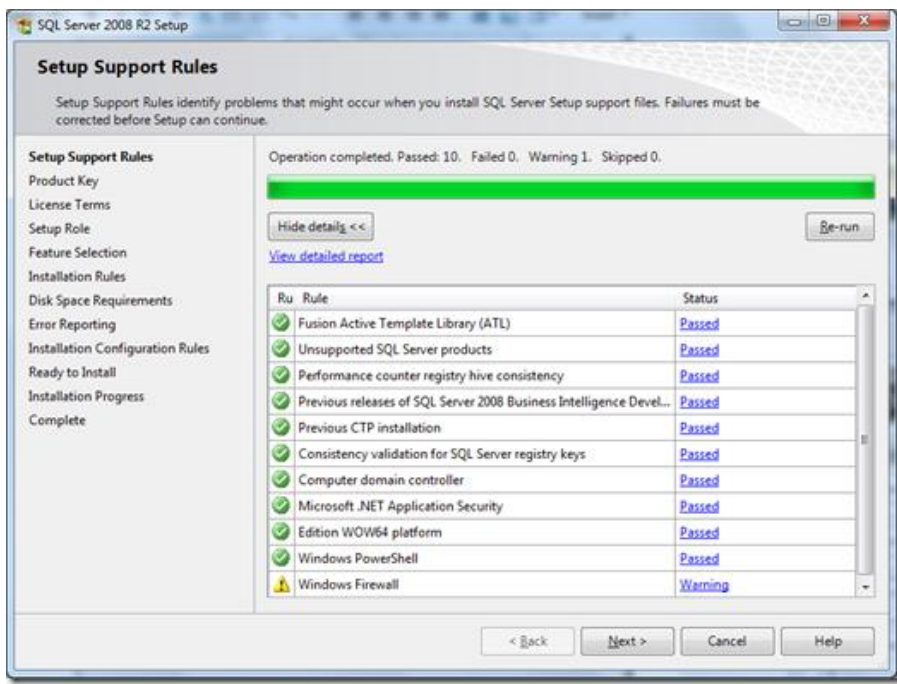 SQL Server 2008 R2 Setup
Setup Support Rules
Setup Support Rules identify problems that might occur when you install SQL Server Setup support files. Failures must be
corrected before Setup can continue.
Setup Support Rules
Product Key
License Terms
Setup Role
Feature Selection
Installation Rules
Disk Space Requirements
Error Reporting
Installation Configuration Rules
Ready to Install
Installation Progress
Complete
Operation completed. Passed: 10. Failed 0. Warning 1. Skipped 0.
Hide details <<
Re-run
View detailed report
Ru Rule Status
Fusion Active Template Library (ATL) Passed
Unsupported SQL Server products Passed
Performance counter registry hive consistency Passed
Previous releases of SQL Server 2008 Business Intelligence Devel... Passed
Previous CTP installation Passed
Consistency validation for SQL Server registry keys Passed
Computer domain controller Passed
Microsoft .NET Application Security Passed
Edition WOW64 platform Passed
Windows PowerShell Passed
Windows Firewall Warning
< Back Next > Cancel Help